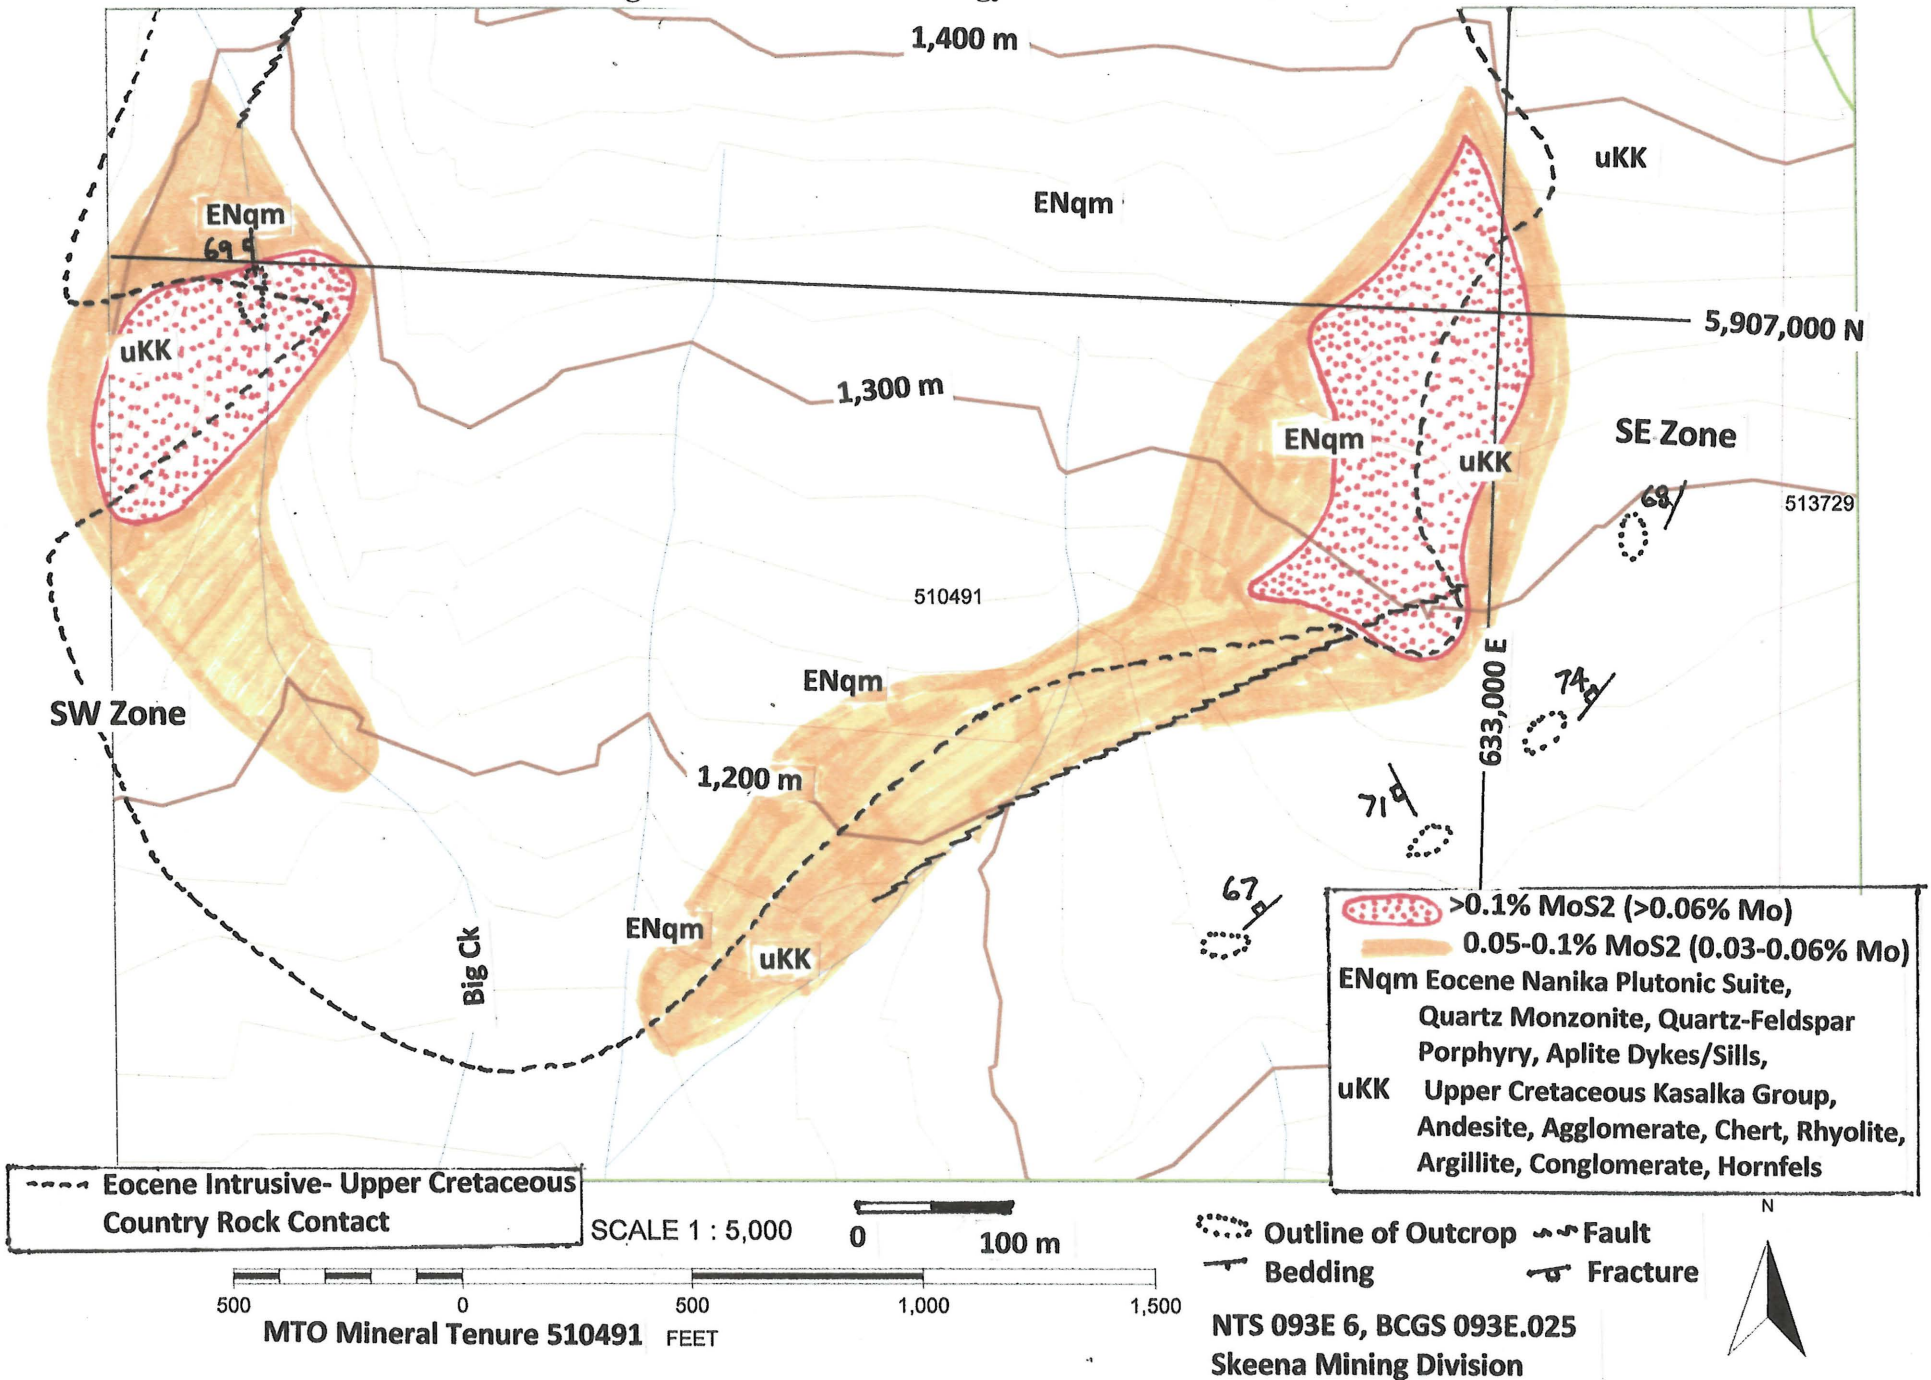 1,400 m
uKK
ENqm
ENqm
69
5,907,000 N
uKK
1,300 m
SE Zone
ENqm
uKK
68
513729
510491
633,000 E
ENqm
74
SW Zone
1,200 m
71
67
ENqm
uKK
Big Ck
>0.1% MoS2 (>0.06% Mo)
0.05-0.1% MoS2 (0.03-0.06% Mo)
ENqm Eocene Nanika Plutonic Suite,
Quartz Monzonite, Quartz-Feldspar
Porphyry, Aplite Dykes/Sills,
uKK Upper Cretaceous Kasalka Group,
Andesite, Agglomerate, Chert, Rhyolite,
Argillite, Conglomerate, Hornfels
Eocene Intrusive- Upper Cretaceous
Country Rock Contact
SCALE 1 : 5,000
0 100 m
Outline of Outcrop Fault
Bedding Fracture
N
500 0 500 1,000 1,500
MTO Mineral Tenure 510491 FEET
NTS 093E 6, BCGS 093E.025
Skeena Mining Division